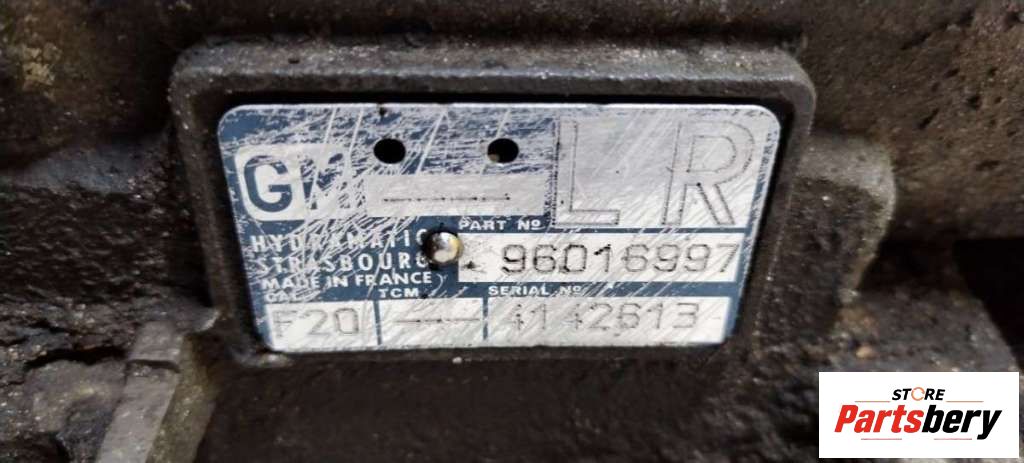 GM LR
PART Nº
HYDRAMATIC 96016997
STRASBOURG
MADE IN FRANCE
CAL TCM SERIAL Nº
F20 4142613
STORE
Partsbery